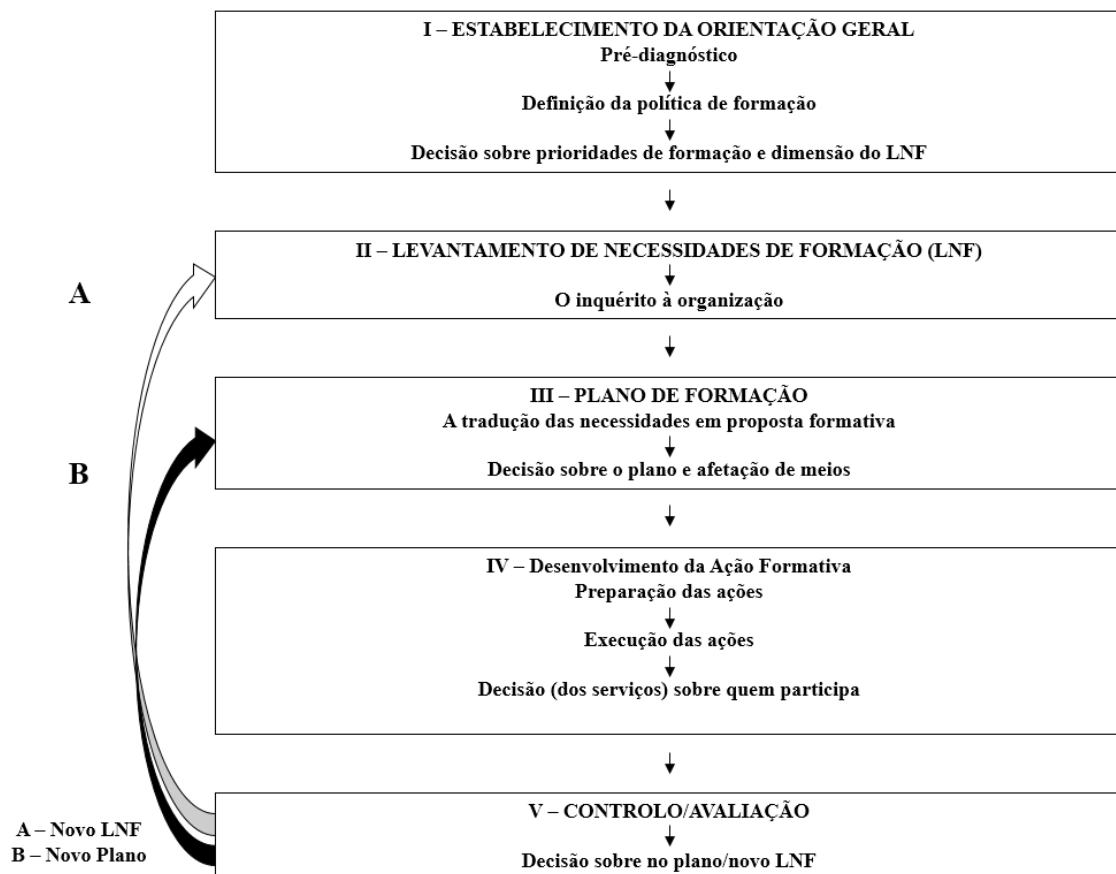 I – ESTABELECIMENTO DA ORIENTAÇÃO GERAL
Pré-diagnóstico
Definição da política de formação
Decisão sobre prioridades de formação e dimensão do LNF
II – LEVANTAMENTO DE NECESSIDADES DE FORMAÇÃO (LNF)
O inquérito à organização
A
III – PLANO DE FORMAÇÃO
A tradução das necessidades em proposta formativa
Decisão sobre o plano e afetação de meios
B
IV – Desenvolvimento da Ação Formativa
Preparação das ações
Execução das ações
Decisão (dos serviços) sobre quem participa
V – CONTROLO/AVALIAÇÃO
Decisão sobre no plano/novo LNF
A – Novo LNF
B – Novo Plano